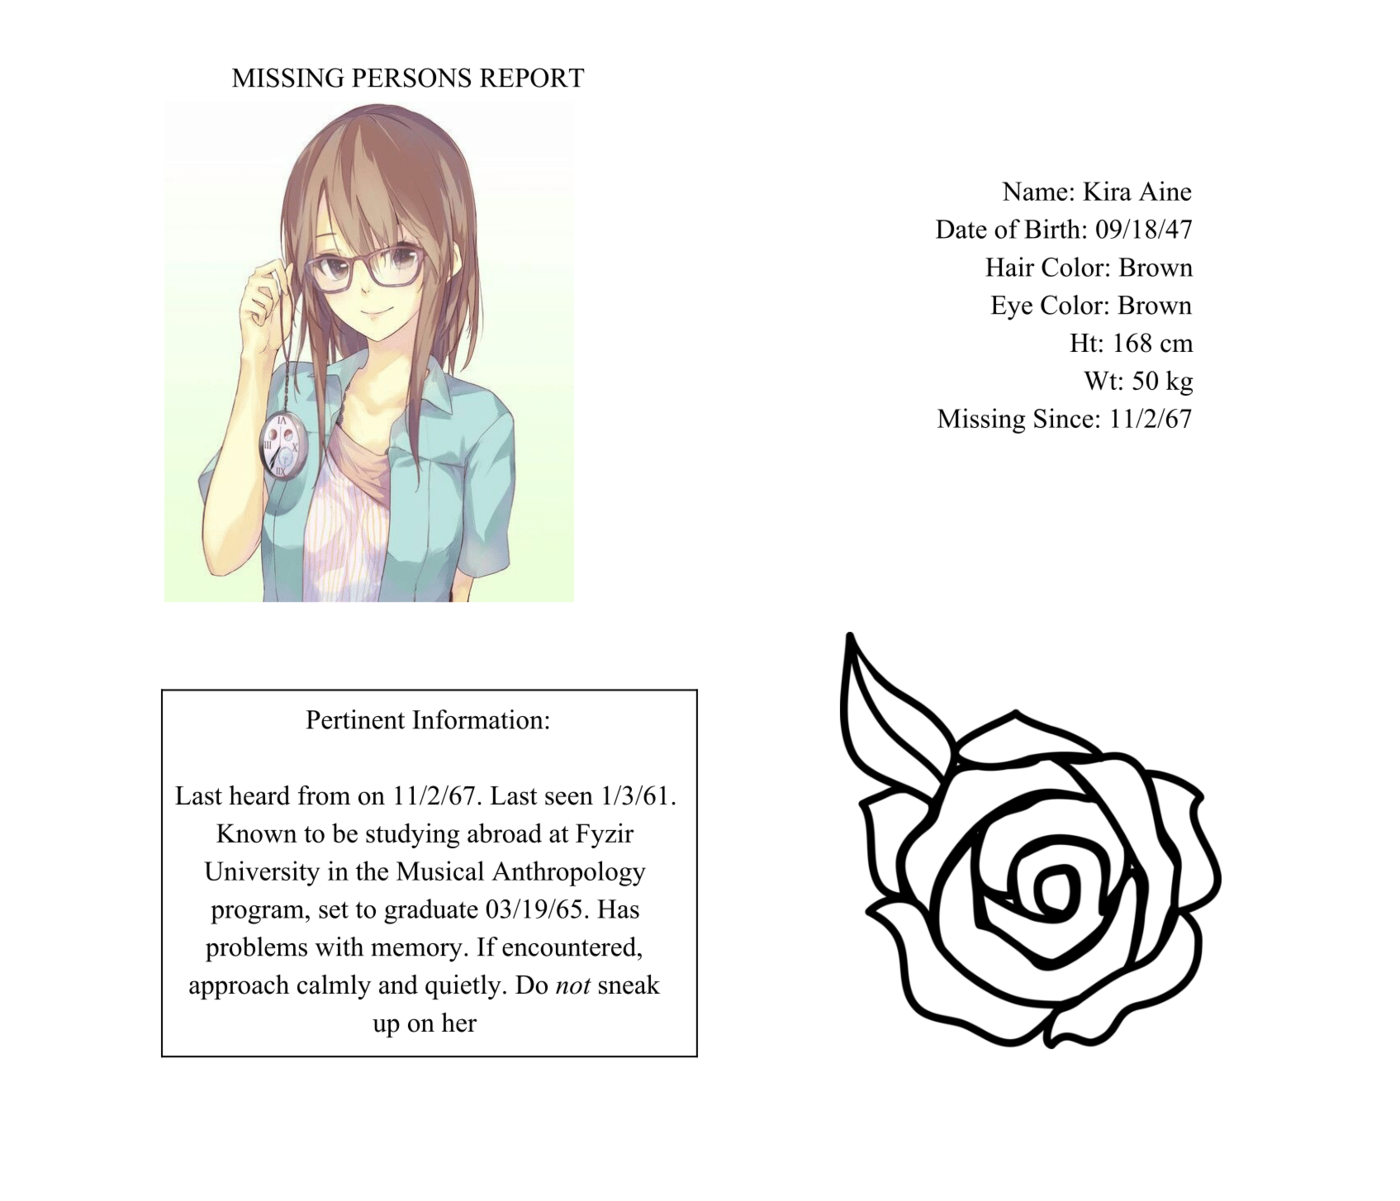 MISSING PERSONS REPORT
Name: Kira Aine
Date of Birth: 09/18/47
Hair Color: Brown
Eye Color: Brown
Ht: 168 cm
Wt: 50 kg
Missing Since: 11/2/67
Pertinent Information:
Last heard from on 11/2/67. Last seen 1/3/61.
Known to be studying abroad at Fyzir
University in the Musical Anthropology
program, set to graduate 03/19/65. Has
problems with memory. If encountered,
approach calmly and quietly. Do not sneak
up on her